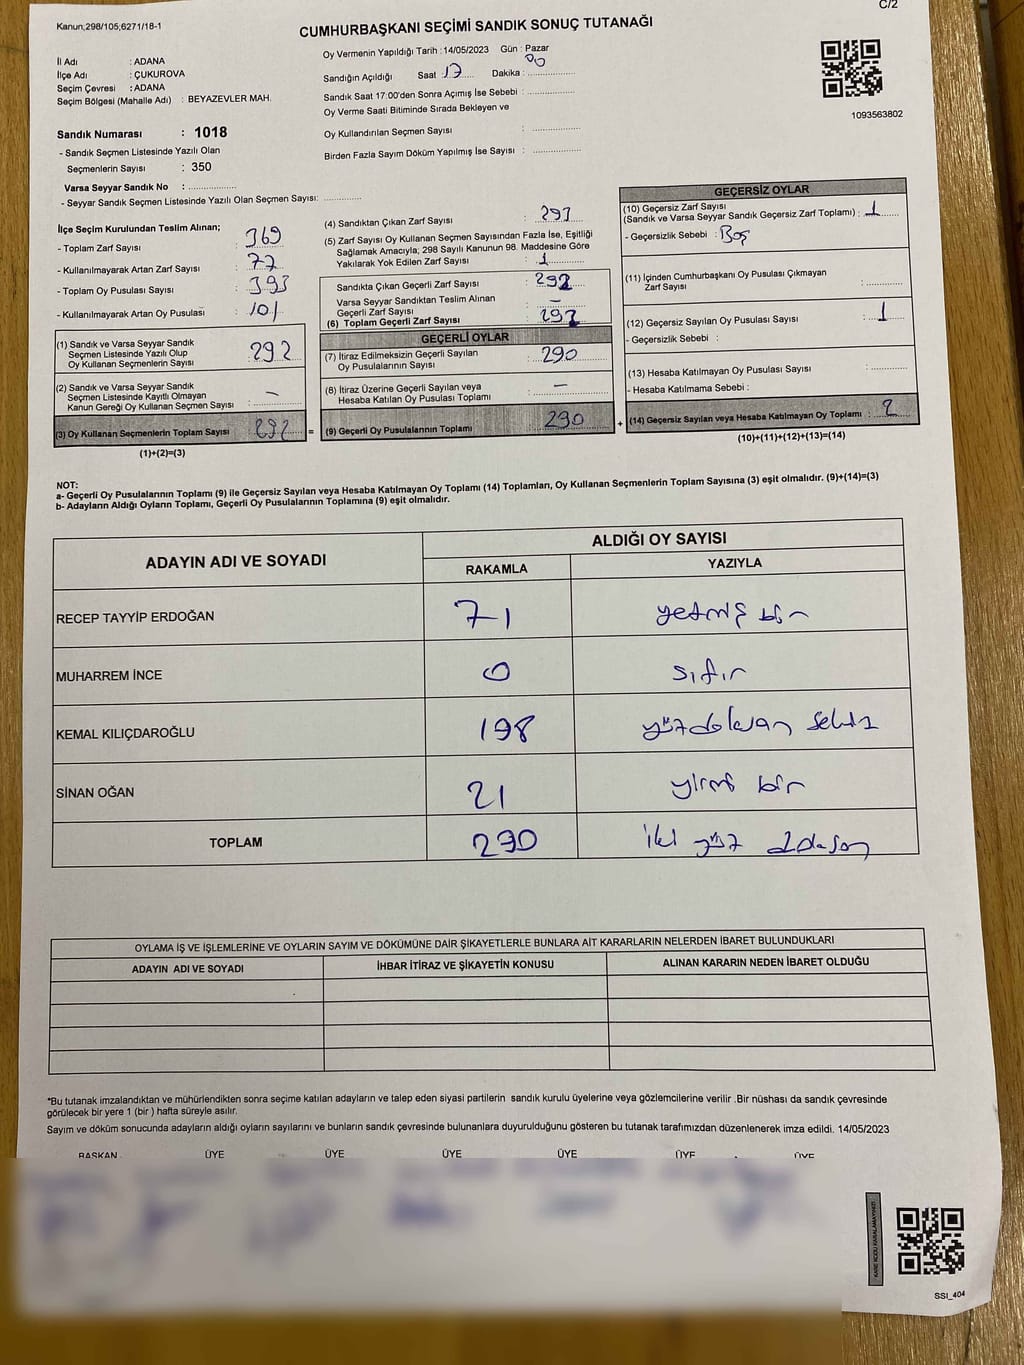 C/2
Kanun;298/105;6271/18-1
CUMHURBAŞKANI SEÇİMİ SANDIK SONUÇ TUTANAĞI
İl Adı : ADANA
İlçe Adı : ÇUKUROVA
Seçim Çevresi : ADANA
Seçim Bölgesi (Mahalle Adı) : BEYAZEVLER MAH.
Sandık Numarası : 1018
- Sandık Seçmen Listesinde Yazılı Olan
Seçmenlerin Sayısı : 350
Varsa Seyyar Sandık No : ................
- Seyyar Sandık Seçmen Listesinde Yazılı Olan Seçmen Sayısı: ............
Oy Vermenin Yapıldığı Tarih : 14/05/2023 Gün : Pazar
Sandığın Açıldığı Saat 17 Dakika : 00
Sandık Saat 17:00'den Sonra Açımış İse Sebebi : ................
Oy Verme Saati Bitiminde Sırada Bekleyen ve
Oy Kullandırılan Seçmen Sayısı : ................
Birden Fazla Sayım Döküm Yapılmış İse Sayısı : ................
1093563802
İlçe Seçim Kurulundan Teslim Alınan;
- Toplam Zarf Sayısı : 369
- Kullanılmayarak Artan Zarf Sayısı : 77
- Toplam Oy Pusulası Sayısı : 393
- Kullanılmayarak Artan Oy Pusulası : 101
(1) Sandık ve Varsa Seyyar Sandık
Seçmen Listesinde Yazılı Olup
Oy Kullanan Seçmenlerin Sayısı : 292
(2) Sandık ve Varsa Seyyar Sandık
Seçmen Listesinde Kayıtlı Olmayan
Kanun Gereği Oy Kullanan Seçmen Sayısı : —
(3) Oy Kullanan Seçmenlerin Toplam Sayısı : 292 =
(1)+(2)=(3)
(4) Sandıktan Çıkan Zarf Sayısı : 293
(5) Zarf Sayısı Oy Kullanan Seçmen Sayısından Fazla İse, Eşitliği
Sağlamak Amacıyla; 298 Sayılı Kanunun 98. Maddesine Göre
Yakılarak Yok Edilen Zarf Sayısı : 1
Sandıkta Çıkan Geçerli Zarf Sayısı : 292
Varsa Seyyar Sandıktan Teslim Alınan
Geçerli Zarf Sayısı : —
(6) Toplam Geçerli Zarf Sayısı : 292
GEÇERLİ OYLAR
(7) İtiraz Edilmeksizin Geçerli Sayılan
Oy Pusulasının Sayısı : 290
(8) İtiraz Üzerine Geçerli Sayılan veya
Hesaba Katılan Oy Pusulası Toplamı : —
(9) Geçerli Oy Pusulalarının Toplamı : 290 +
GEÇERSİZ OYLAR
(10) Geçersiz Zarf Sayısı
(Sandık ve Varsa Seyyar Sandık Geçersiz Zarf Toplamı) : 1
- Geçersizlik Sebebi : Boş
(11) İçinden Cumhurbaşkanı Oy Pusulası Çıkmayan
Zarf Sayısı : ............
(12) Geçersiz Sayılan Oy Pusulası Sayısı : 1
- Geçersizlik Sebebi :
(13) Hesaba Katılmayan Oy Pusulası Sayısı : ............
- Hesaba Katılmama Sebebi :
(14) Geçersiz Sayılan veya Hesaba Katılmayan Oy Toplamı : 2
(10)+(11)+(12)+(13)=(14)
NOT:
a- Geçerli Oy Pusulalarının Toplamı (9) ile Geçersiz Sayılan veya Hesaba Katılmayan Oy Toplamı (14) Toplamları, Oy Kullanan Seçmenlerin Toplam Sayısına (3) eşit olmalıdır. (9)+(14)=(3)
b- Adayların Aldığı Oyların Toplamı, Geçerli Oy Pusulalarının Toplamına (9) eşit olmalıdır.
ADAYIN ADI VE SOYADI ALDIĞI OY SAYISI
RAKAMLA YAZIYLA
RECEP TAYYİP ERDOĞAN 71 yetmiş bir
MUHARREM İNCE 0 sıfır
KEMAL KILIÇDAROĞLU 198 yüzdoksan sekiz
SİNAN OĞAN 21 yirmi bir
TOPLAM 290 iki yüz doksan
OYLAMA İŞ VE İŞLEMLERİNE VE OYLARIN SAYIM VE DÖKÜMÜNE DAİR ŞİKAYETLERLE BUNLARA AİT KARARLARIN NELERDEN İBARET BULUNDUKLARI
ADAYIN ADI VE SOYADI İHBAR İTİRAZ VE ŞİKAYETİN KONUSU ALINAN KARARIN NEDEN İBARET OLDUĞU
*Bu tutanak imzalandıktan ve mühürlendikten sonra seçime katılan adayların ve talep eden siyasi partilerin sandık kurulu üyelerine veya gözlemcilerine verilir .Bir nüshası da sandık çevresinde
görülecek bir yere 1 (bir ) hafta süreyle asılır.
Sayım ve döküm sonucunda adayların aldığı oyların sayılarını ve bunların sandık çevresinde bulunanlara duyurulduğunu gösteren bu tutanak tarafımızdan düzenlenerek imza edildi. 14/05/2023
BAŞKAN ÜYE ÜYE ÜYE ÜYE ÜYE ÜYE
KARE KODU KARALAMAYINIZ!
SSI_404